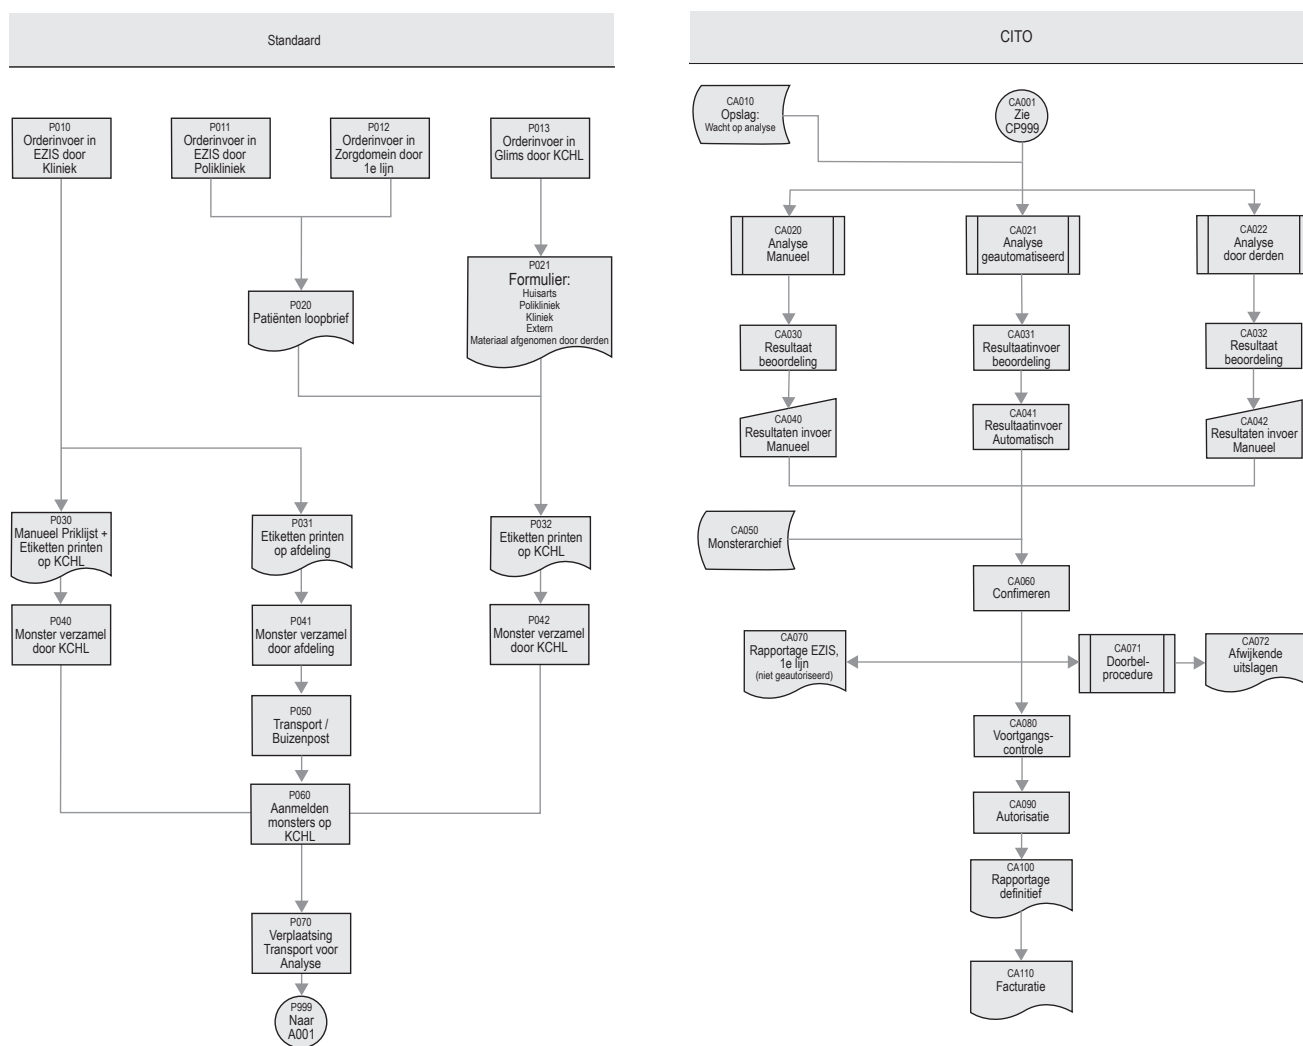 Standaard
P010
Orderinvoer in
EZIS door
Kliniek
P011
Orderinvoer in
EZIS door
Polikliniek
P012
Orderinvoer in
Zorgdomein door
1e lijn
P013
Orderinvoer in
Glims door KCHL
P020
Patiënten loopbrief
P021
Formulier:
Huisarts
Polikliniek
Kliniek
Extern
Materiaal afgenomen door derden
P030
Manueel Priklijst +
Etiketten printen
op KCHL
P031
Etiketten printen
op afdeling
P032
Etiketten printen
op KCHL
P040
Monster verzamel
door KCHL
P041
Monster verzamel
door afdeling
P042
Monster verzamel
door KCHL
P050
Transport /
Buizenpost
P060
Aanmelden
monsters op
KCHL
P070
Verplaatsing
Transport voor
Analyse
P999
Naar
A001
CITO
CA010
Opslag:
Wacht op analyse
CA001
Zie
CP999
CA020
Analyse
Manueel
CA021
Analyse
geautomatiseerd
CA022
Analyse
door derden
CA030
Resultaat
beoordeling
CA031
Resultaatinvoer
beoordeling
CA032
Resultaat
beoordeling
CA040
Resultaten invoer
Manueel
CA041
Resultaatinvoer
Automatisch
CA042
Resultaten invoer
Manueel
CA050
Monsterarchief
CA060
Confimeren
CA070
Rapportage EZIS,
1e lijn
(niet geautoriseerd)
CA071
Doorbel-
procedure
CA072
Afwijkende
uitslagen
CA080
Voortgangs-
controle
CA090
Autorisatie
CA100
Rapportage
definitief
CA110
Facturatie